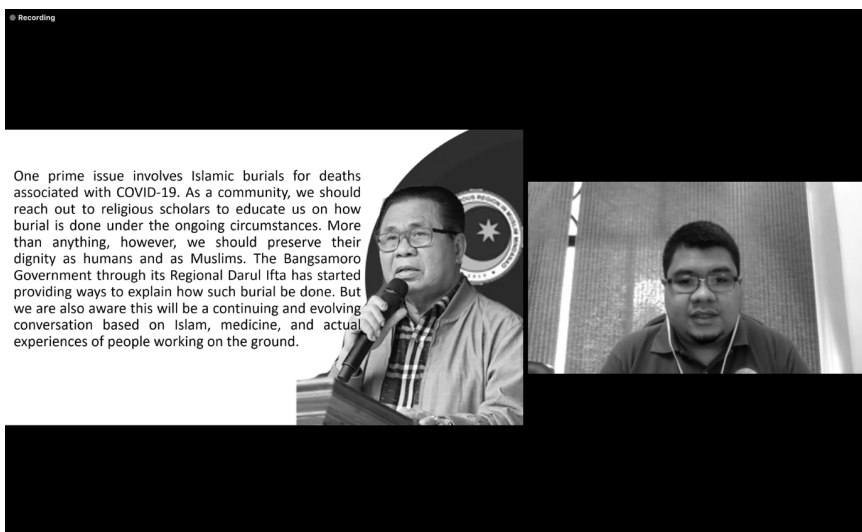 Recording
One prime issue involves Islamic burials for deaths
associated with COVID-19. As a community, we should
reach out to religious scholars to educate us on how
burial is done under the ongoing circumstances. More
than anything, however, we should preserve their
dignity as humans and as Muslims. The Bangsamoro
Government through its Regional Darul Ifta has started
providing ways to explain how such burial be done. But
we are also aware this will be a continuing and evolving
conversation based on Islam, medicine, and actual
experiences of people working on the ground.
REGION IN MUSLIM MINDANAO